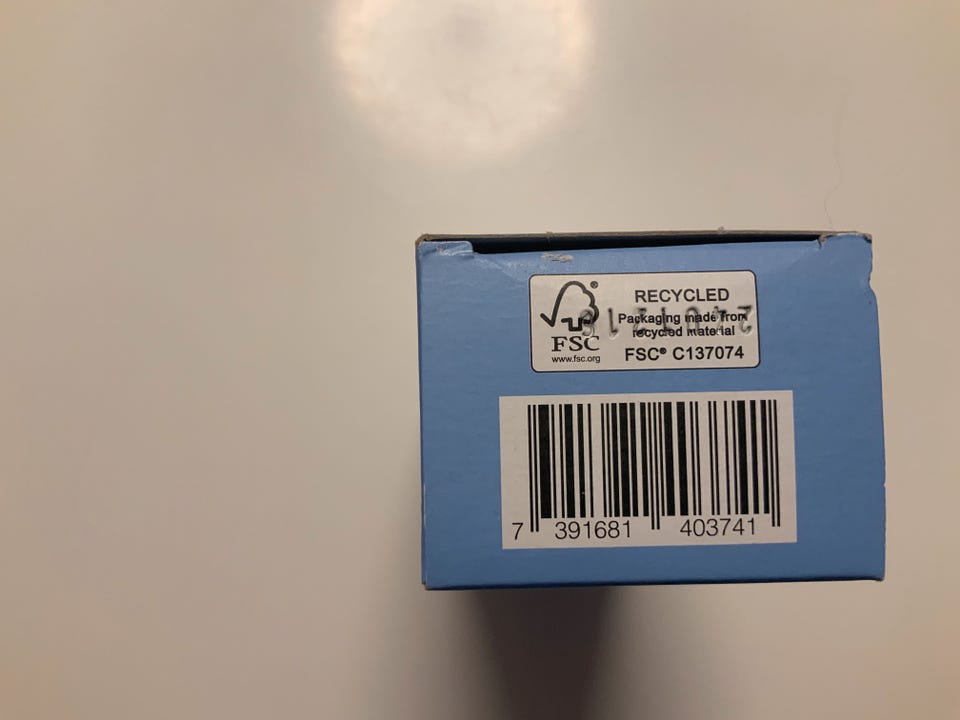 RECYCLED
Packaging made from
recycled material
FSC® C137074
®
FSC
www.fsc.org
7 391681 403741